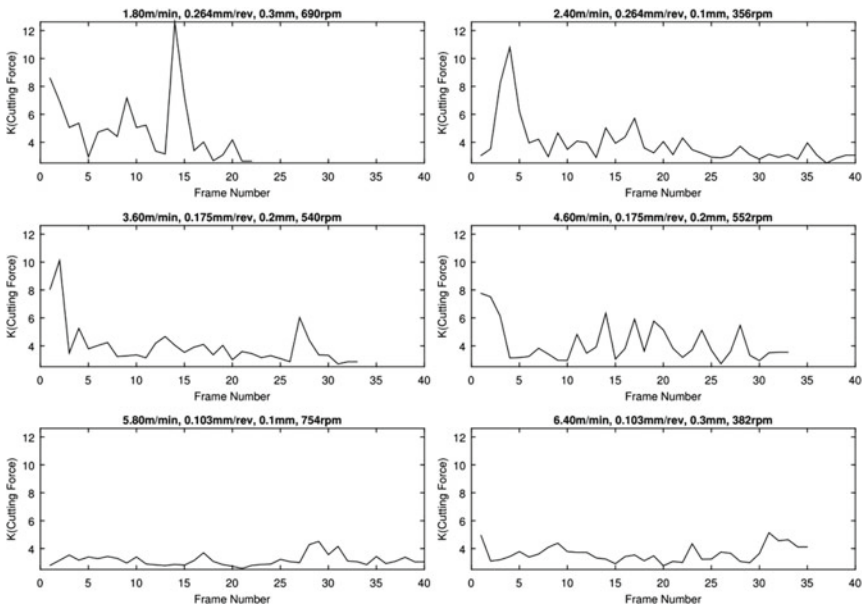 1.80m/min, 0.264mm/rev, 0.3mm, 690rpm
12
10
8
6
4
K(Cutting Force)
0 5 10 15 20 25 30 35 40
Frame Number
2.40m/min, 0.264mm/rev, 0.1mm, 356rpm
12
10
8
6
4
K(Cutting Force)
0 5 10 15 20 25 30 35 40
Frame Number
3.60m/min, 0.175mm/rev, 0.2mm, 540rpm
12
10
8
6
4
2
K(Cutting Force)
0 5 10 15 20 25 30 35 40
Frame Number
4.60m/min, 0.175mm/rev, 0.2mm, 552rpm
12
10
8
6
4
2
K(Cutting Force)
0 5 10 15 20 25 30 35 40
Frame Number
5.80m/min, 0.103mm/rev, 0.1mm, 754rpm
12
10
8
6
4
K(Cutting Force)
0 5 10 15 20 25 30 35 40
Frame Number
6.40m/min, 0.103mm/rev, 0.3mm, 382rpm
12
10
8
6
4
K(Cutting Force)
0 5 10 15 20 25 30 35 40
Frame Number